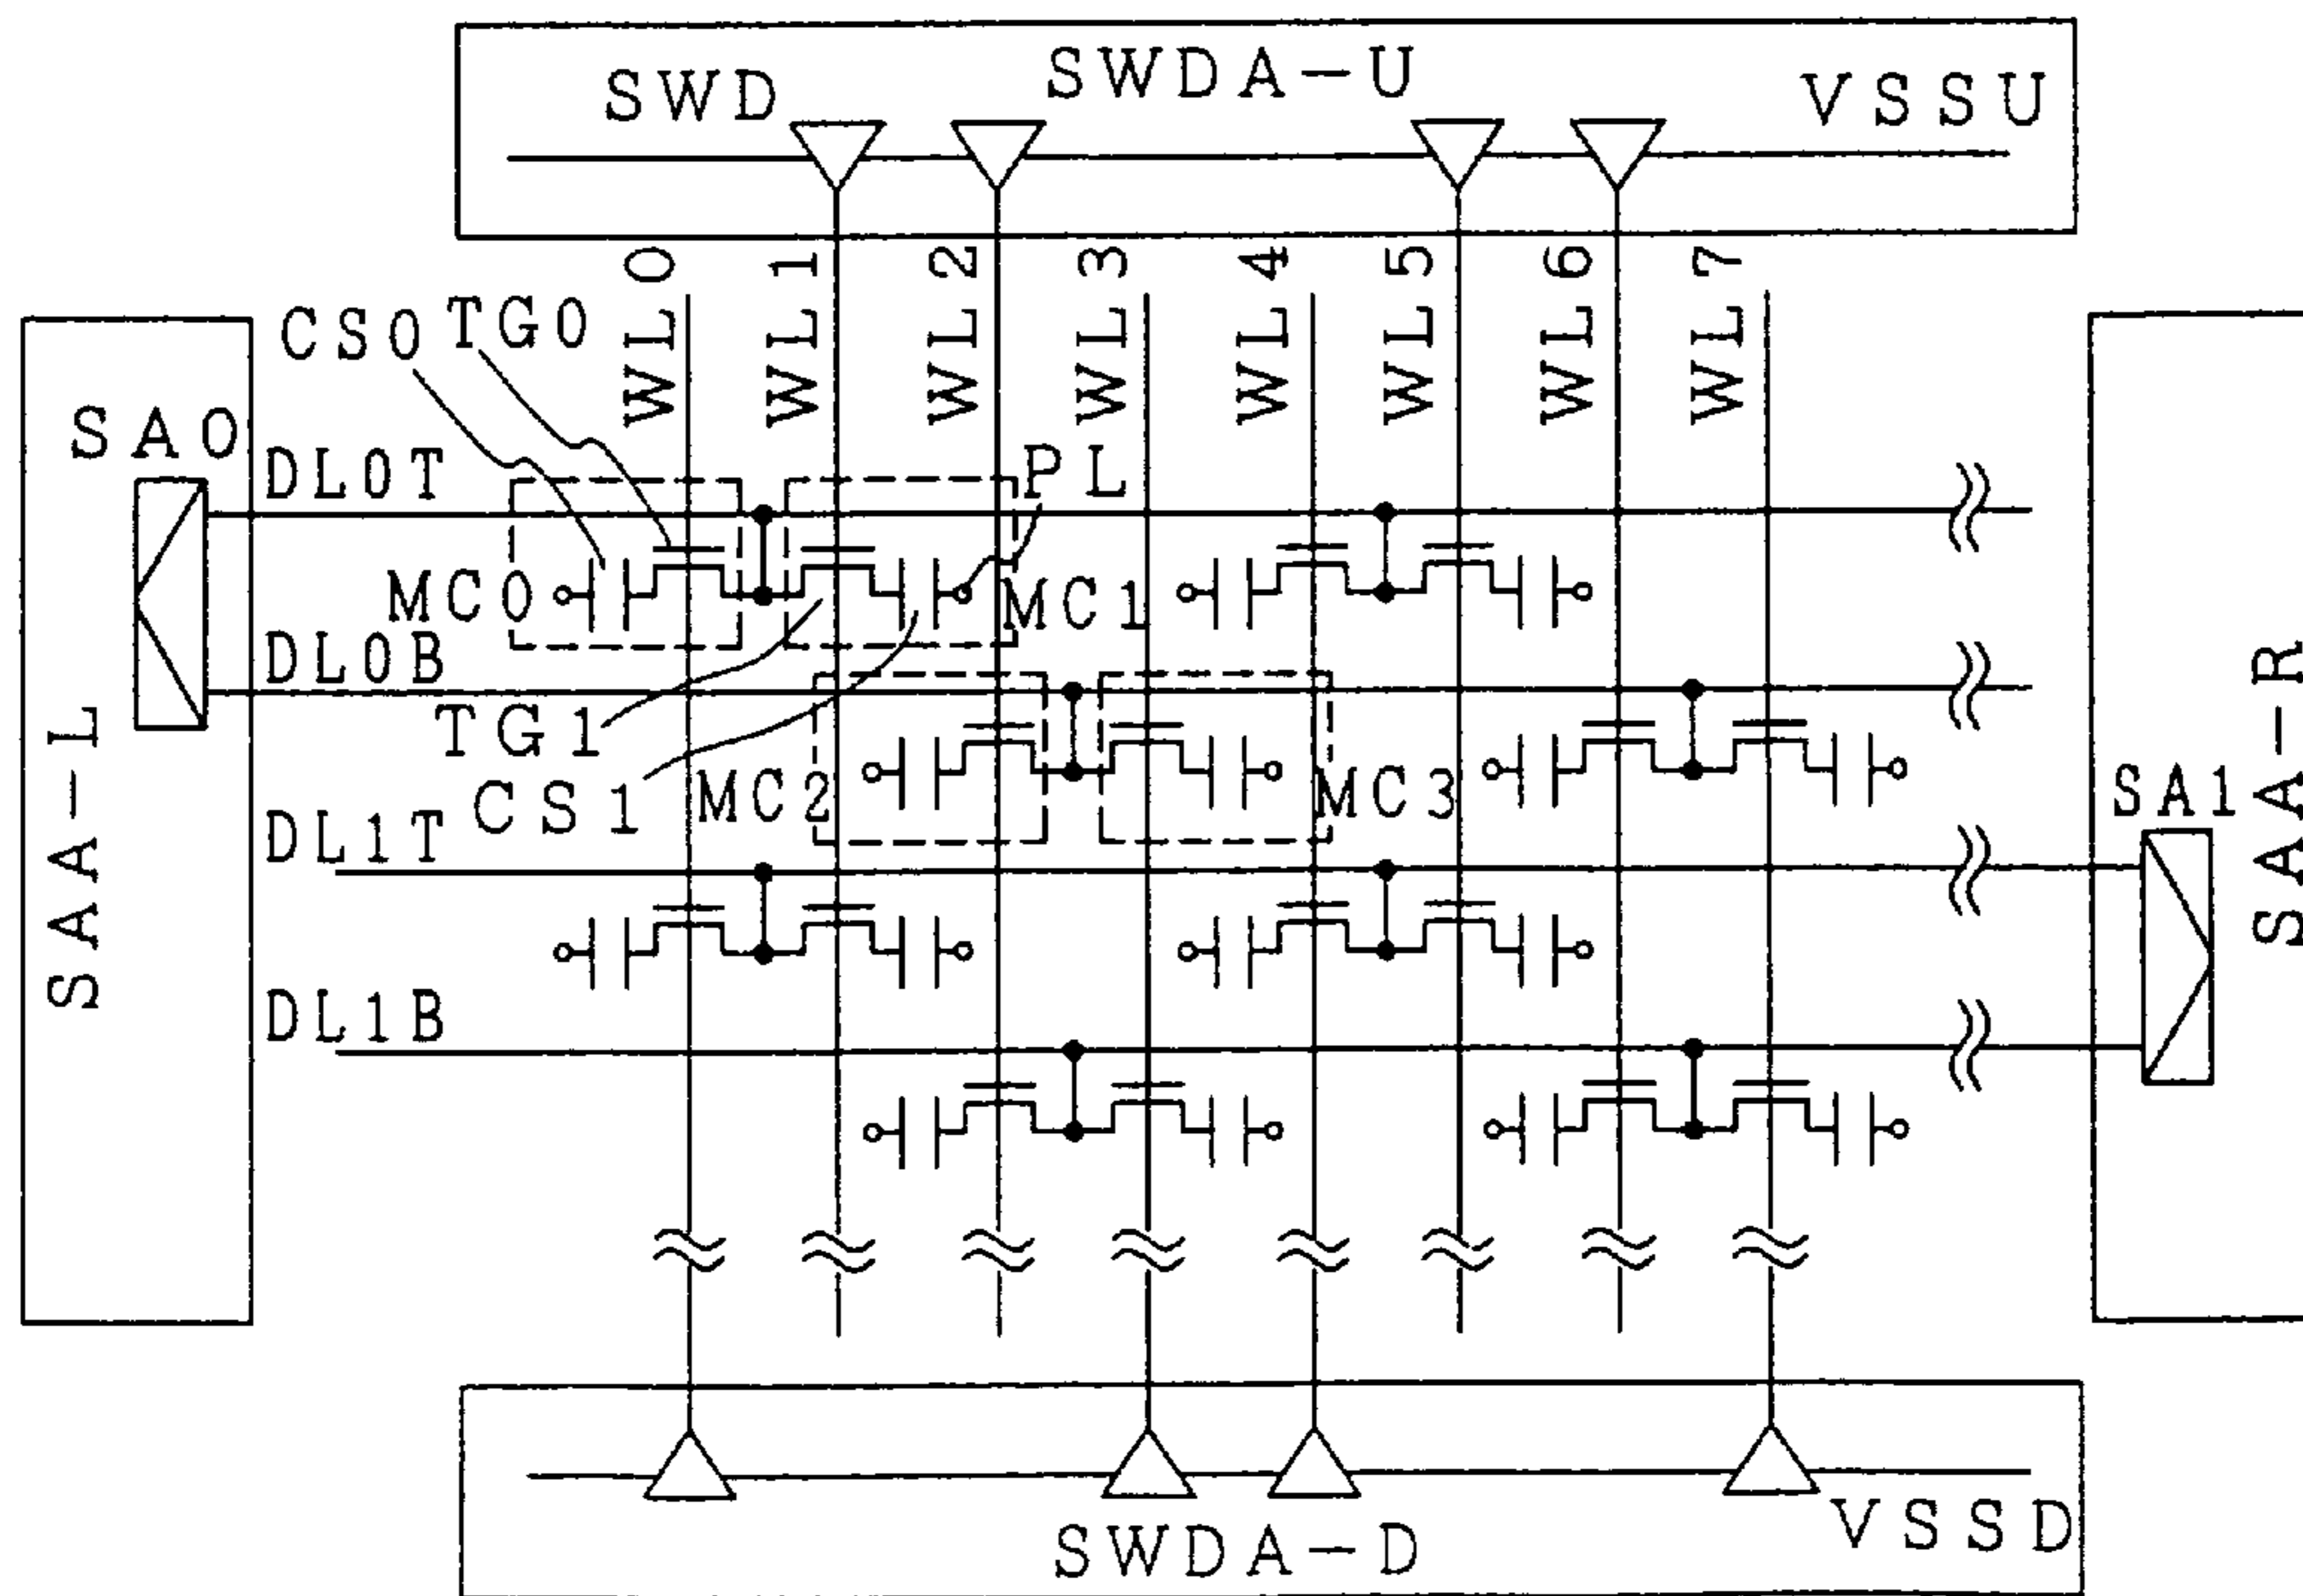 SWD
SWDA-U
VSSU
WL0
WL1
WL2
WL3
WL4
WL5
WL6
WL7
CS0
TG0
SA0
DL0T
PL
MC0
MC1
DL0B
TG1
SAA-L
SAA-R
CS1
MC2
MC3
SA1
DL1T
DL1B
VSSD
SWDA-D